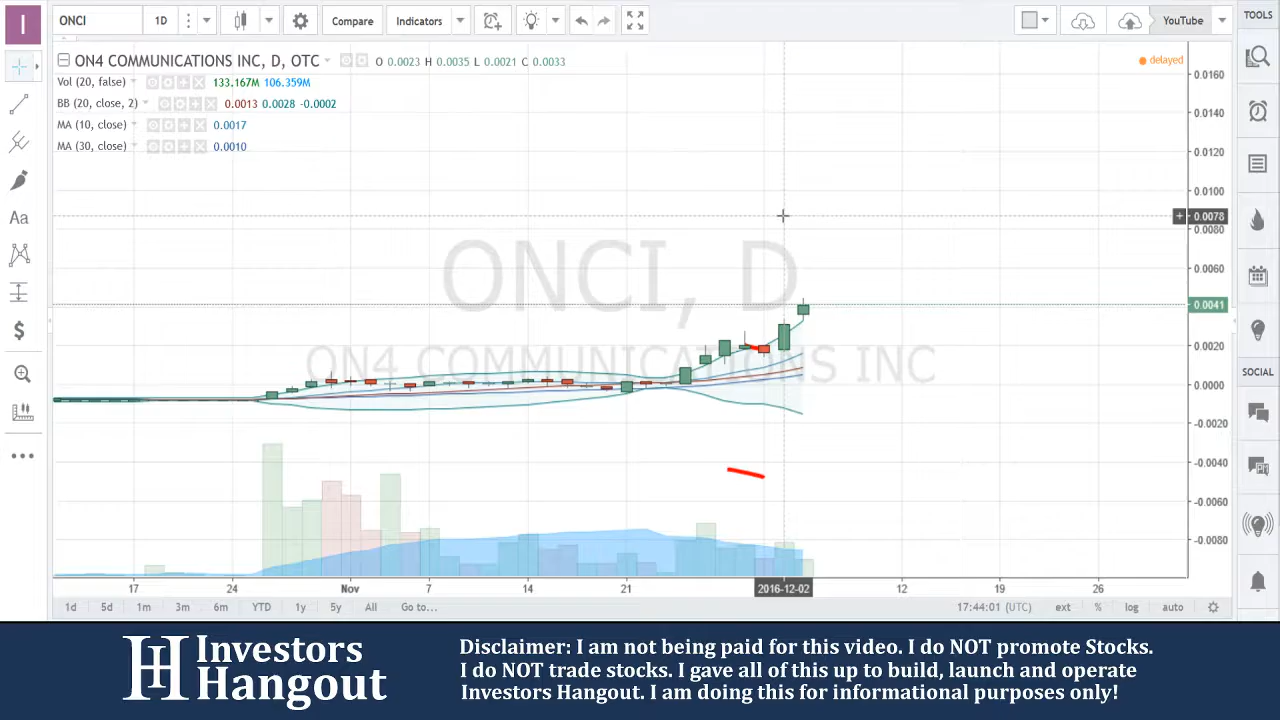 I
ONCI
1D
Compare
Indicators
YouTube
TOOLS
ON4 COMMUNICATIONS INC, D, OTC
O 0.0023 H 0.0035 L 0.0021 C 0.0033
delayed
Vol (20, false)
133.167M 106.359M
BB (20, close, 2)
0.0013 0.0028 -0.0002
MA (10, close)
0.0017
MA (30, close)
0.0010
Aa
$
ONCI, D
ON4 COMMUNICATIONS INC
0.0160
0.0140
0.0120
0.0100
+ 0.0078
0.0080
0.0060
0.0041
0.0020
0.0000
-0.0020
-0.0040
-0.0060
-0.0080
SOCIAL
17
24
Nov
7
14
21
2016-12-02
12
19
26
1d
5d
1m
3m
6m
YTD
1y
5y
All
Go to...
17:44:01 (UTC)
ext
%
log
auto
Investors
Hangout
Disclaimer: I am not being paid for this video. I do NOT promote Stocks.
I do NOT trade stocks. I gave all of this up to build, launch and operate
Investors Hangout. I am doing this for informational purposes only!